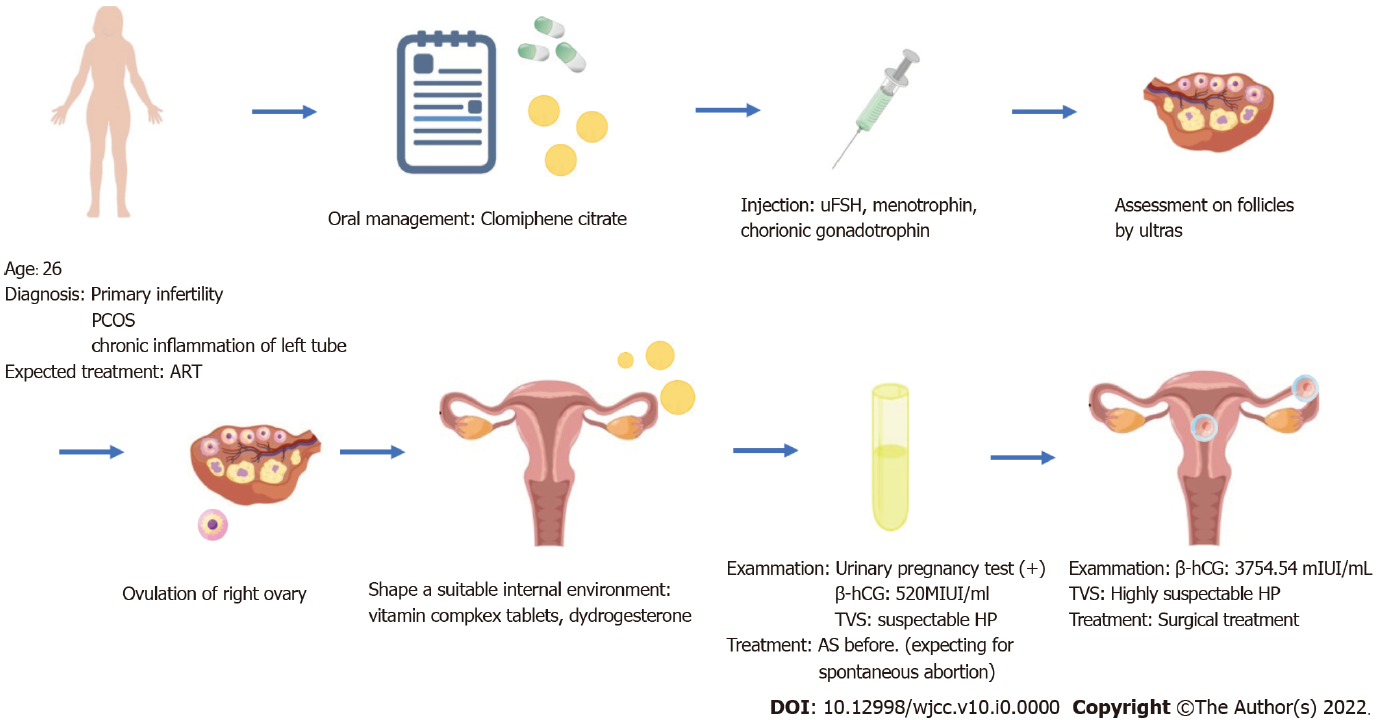 Oral management: Clomiphene citrate
Injection: uFSH, menotrophin,
chorionic gonadotrophin
Assessment on follicles
by ultras
Age: 26
Diagnosis: Primary infertility
PCOS
chronic inflammation of left tube
Expected treatment: ART
Ovulation of right ovary
Shape a suitable internal environment:
vitamin compkex tablets, dydrogesterone
Exammation: Urinary pregnancy test (+)
β-hCG: 520MIUI/ml
TVS: suspectable HP
Treatment: AS before. (expecting for
spontaneous abortion)
Exammation: β-hCG: 3754.54 mIUI/mL
TVS: Highly suspectable HP
Treatment: Surgical treatment
DOI: 10.12998/wjcc.v10.i0.0000 Copyright ©The Author(s) 2022.